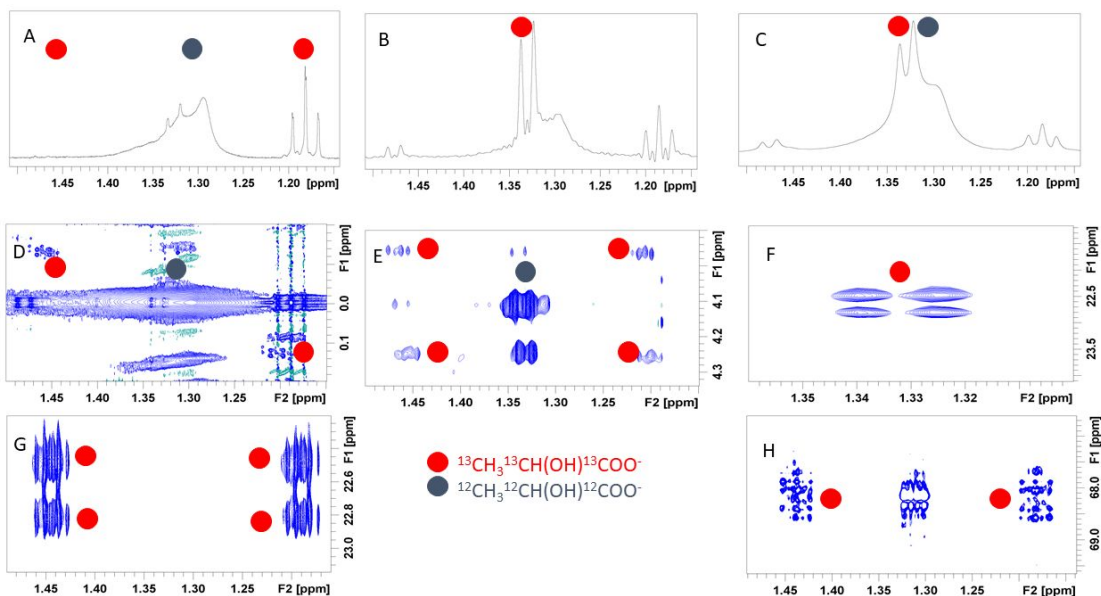 A
1.45 1.40 1.35 1.30 1.25 1.20 [ppm]
B
1.45 1.40 1.35 1.30 1.25 1.20 [ppm]
C
1.45 1.40 1.35 1.30 1.25 1.20 [ppm]
D
F1 [ppm]
0.0
0.1
1.45 1.40 1.35 1.30 1.25 F2 [ppm]
E
F1 [ppm]
4.1
4.2
4.3
1.45 1.40 1.35 1.30 1.25 F2 [ppm]
F
F1 [ppm]
22.5
23.5
1.35 1.34 1.33 1.32 F2 [ppm]
G
F1 [ppm]
22.6
22.8
23.0
1.45 1.40 1.35 1.30 1.25 F2 [ppm]
¹³CH₃¹³CH(OH)¹³COO⁻
¹²CH₃¹²CH(OH)¹²COO⁻
H
F1 [ppm]
68.0
69.0
1.45 1.40 1.35 1.30 1.25 F2 [ppm]